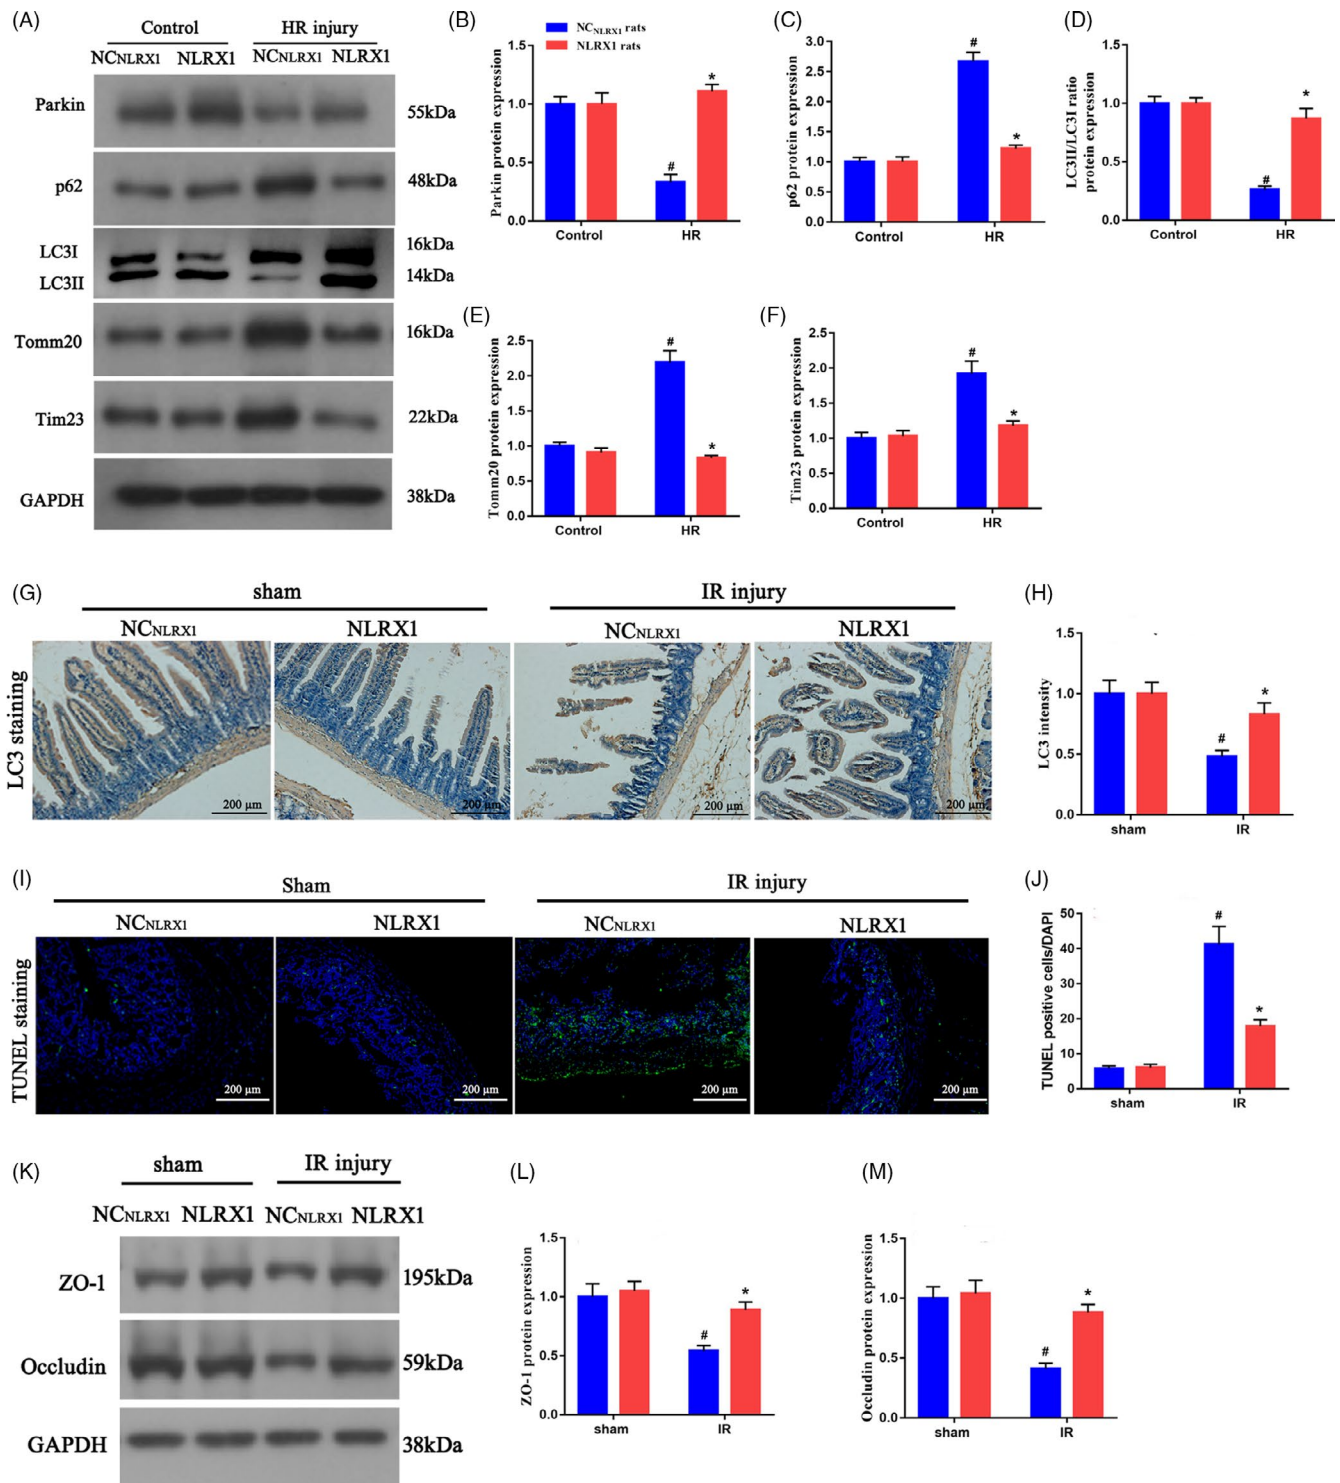 (A)
Control
HR injury
NCNLRX1 NLRX1 NCNLRX1 NLRX1
Parkin
55kDa
p62
48kDa
LC3I
16kDa
LC3II
14kDa
Tomm20
16kDa
Tim23
22kDa
GAPDH
38kDa
(B)
NCNLRX1 rats
NLRX1 rats
Parkin protein expression
1.5
1.0
0.5
0.0
#
*
Control
HR
(C)
p62 protein expression
3.0
2.5
2.0
1.5
1.0
0.5
0.0
#
*
Control
HR
(D)
LC3II/LC3I ratio
protein expression
1.5
1.0
0.5
0.0
#
*
Control
HR
(E)
Tomm20 protein expression
2.5
2.0
1.5
1.0
0.5
0.0
#
*
Control
HR
(F)
Tim23 protein expression
2.5
2.0
1.5
1.0
0.5
0.0
#
*
Control
HR
(G)
sham
IR injury
NCNLRX1
NLRX1
NCNLRX1
NLRX1
LC3 staining
200 μm
200 μm
200 μm
200 μm
(H)
LC3 intensity
1.5
1.0
0.5
0.0
#
*
sham
IR
(I)
Sham
IR injury
NCNLRX1
NLRX1
NCNLRX1
NLRX1
TUNEL staining
200 μm
200 μm
200 μm
200 μm
(J)
TUNEL positive cells/DAPI
50
40
30
20
10
0
#
*
sham
IR
(K)
sham
IR injury
NCNLRX1 NLRX1 NCNLRX1 NLRX1
ZO-1
195kDa
Occludin
59kDa
GAPDH
38kDa
(L)
ZO-1 protein expression
1.5
1.0
0.5
0.0
#
*
sham
IR
(M)
Occludin protein expression
1.5
1.0
0.5
0.0
#
*
sham
IR